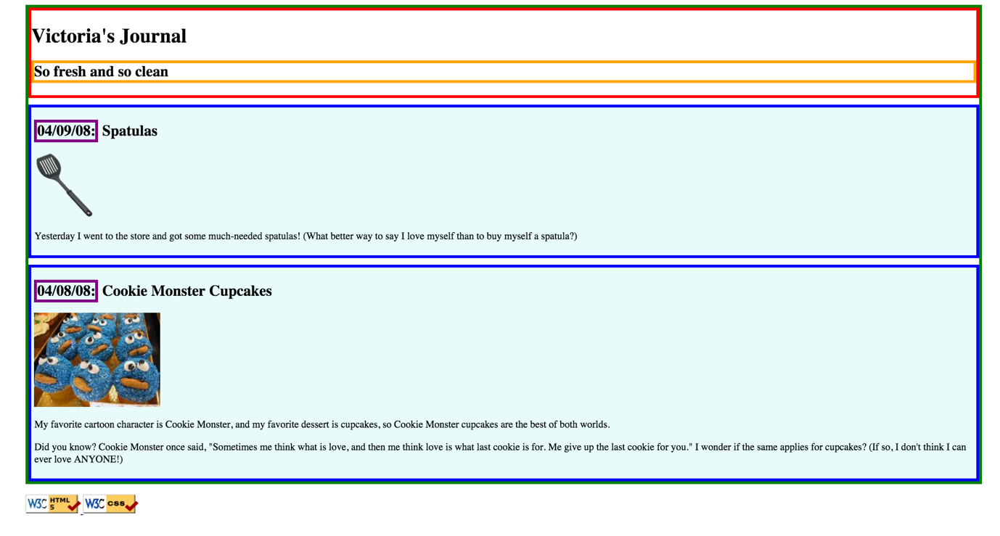 Victoria's Journal
So fresh and so clean
04/09/08: Spatulas
Yesterday I went to the store and got some much-needed spatulas! (What better way to say I love myself than to buy myself a spatula?)
04/08/08: Cookie Monster Cupcakes
My favorite cartoon character is Cookie Monster, and my favorite dessert is cupcakes, so Cookie Monster cupcakes are the best of both worlds.
Did you know? Cookie Monster once said, "Sometimes me think what is love, and then me think love is what last cookie is for. Me give up the last cookie for you." I wonder if the same applies for cupcakes? (If so, I don't think I can
ever love ANYONE!)
W3C HTML 5 W3C css